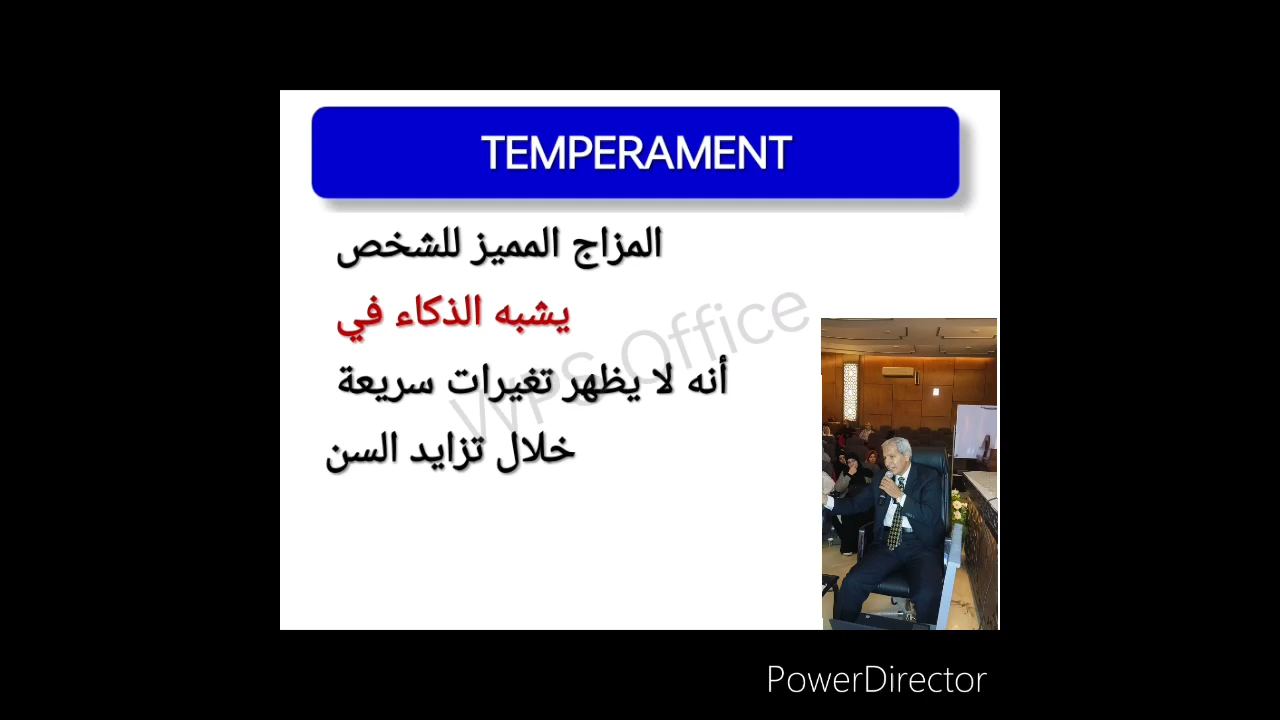 TEMPERAMENT
المزاج المميز للشخص
يشبه الذكاء في
أنه لا يظهر تغيرات سريعة
خلال تزايد السن
WPS Office
PowerDirector